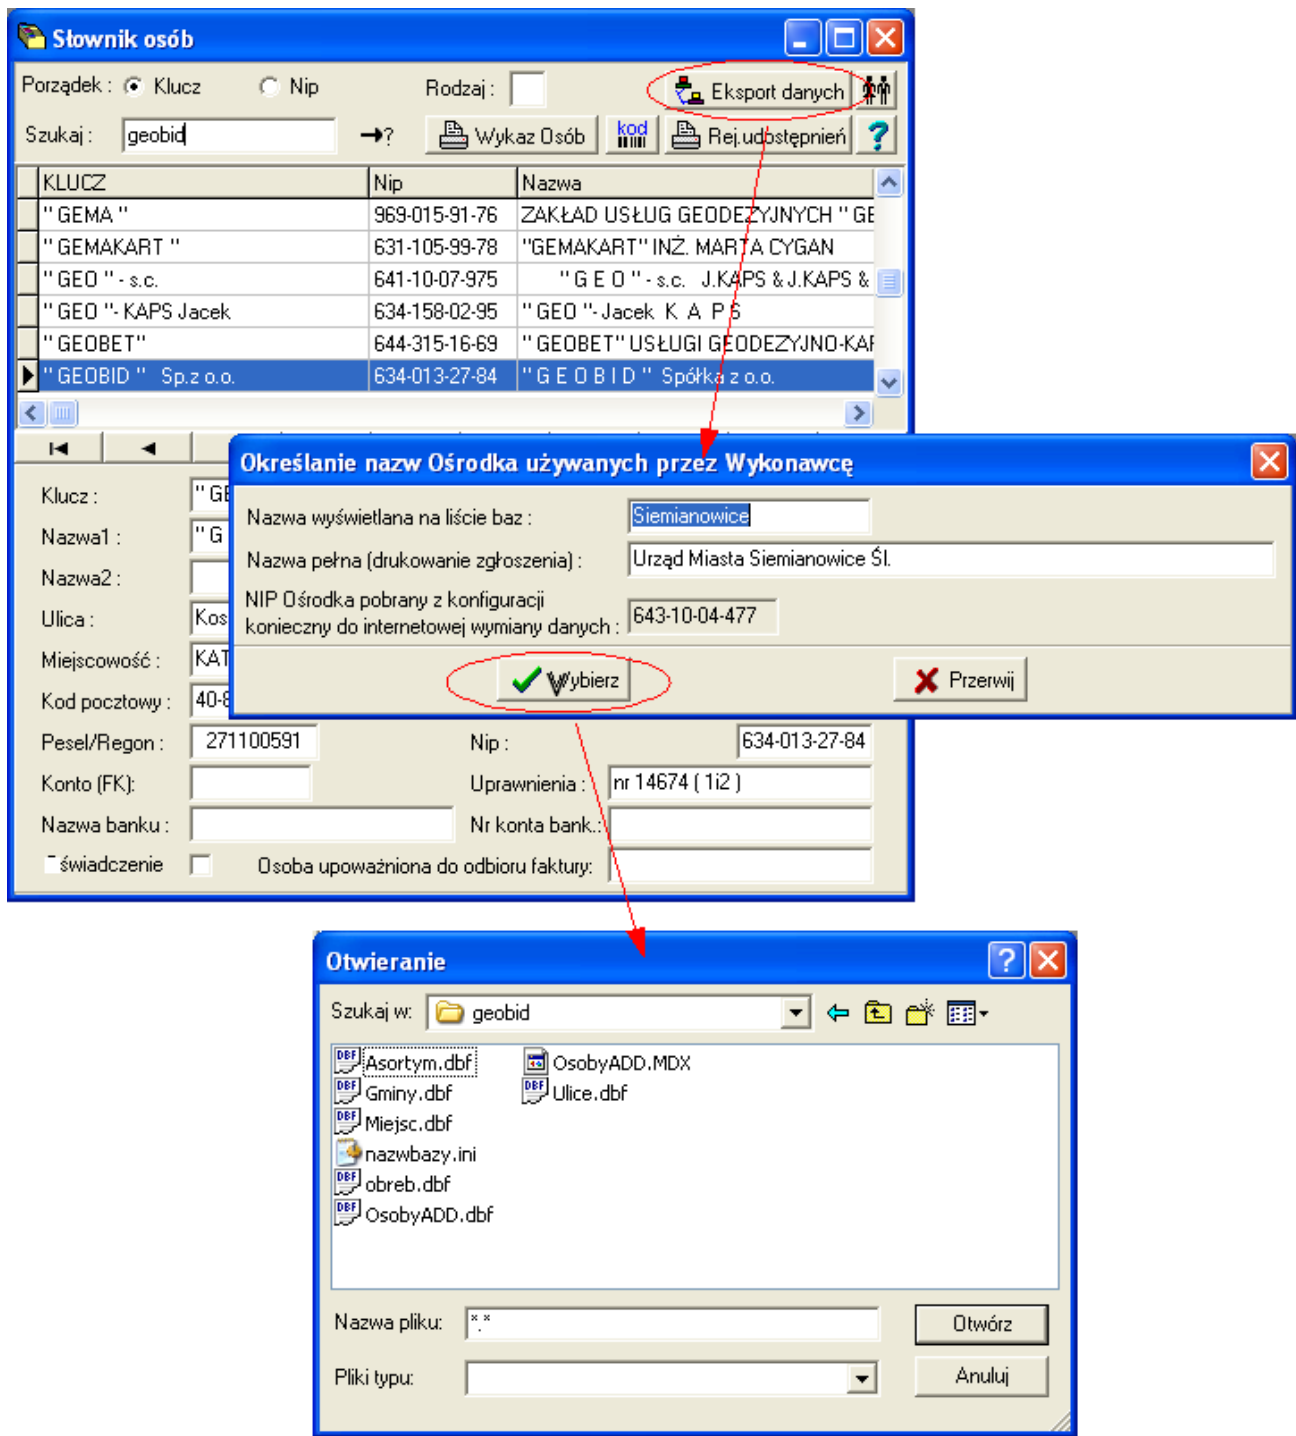 Słownik osób
Porządek : Klucz Nip Rodzaj : Eksport danych
Szukaj : geobid ? Wykaz Osób kod Rej.udostępnień ?
KLUCZ Nip Nazwa
" GEMA " 969-015-91-76 ZAKŁAD USŁUG GEODEZYJNYCH " GE
" GEMAKART " 631-105-99-78 "GEMAKART" INŻ. MARTA CYGAN
" GEO " - s.c. 641-10-07-975 " G E O " - s.c. J.KAPS & J.KAPS &
" GEO "- KAPS Jacek 634-158-02-95 " GEO "- Jacek K A P S
" GEOBET" 644-315-16-69 " GEOBET" USŁUGI GEODEZYJNO-KAR
" GEOBID " Sp.z o.o. 634-013-27-84 " G E O B I D " Spółka z o.o.
Określanie nazw Ośrodka używanych przez Wykonawcę
Klucz : " GE
Nazwa wyświetlana na liście baz : Siemianowice
Nazwa1 : " G
Nazwa pełna (drukowanie zgłoszenia) : Urząd Miasta Siemianowice Śl.
Nazwa2 :
NIP Ośrodka pobrany z konfiguracji
konieczny do internetowej wymiany danych : 643-10-04-477
Ulica : Kos
Miejscowość : KAT
Wybierz Przerwij
Kod pocztowy : 40-8
Pesel/Regon : 271100591 Nip : 634-013-27-84
Konto (FK): Uprawnienia : nr 14674 ( 1i2 )
Nazwa banku : Nr konta bank.:
świadczenie Osoba upoważniona do odbioru faktury:
Otwieranie ?
Szukaj w: geobid
Asortym.dbf OsobyADD.MDX
Gminy.dbf Ulice.dbf
Miejsc.dbf
nazwbazy.ini
obreb.dbf
OsobyADD.dbf
Nazwa pliku: *.* Otwórz
Pliki typu: Anuluj